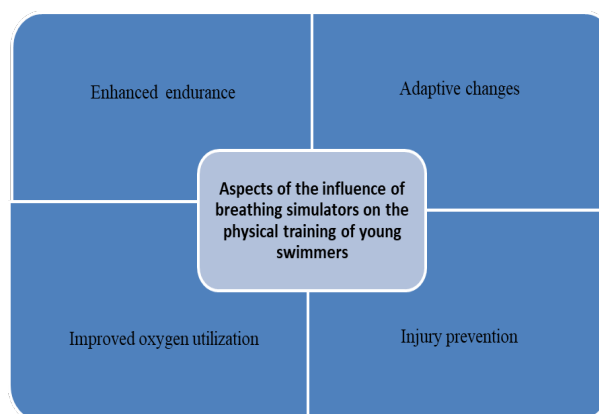 Enhanced endurance
Adaptive changes
Aspects of the influence of
breathing simulators on the
physical training of young
swimmers
Improved oxygen utilization
Injury prevention